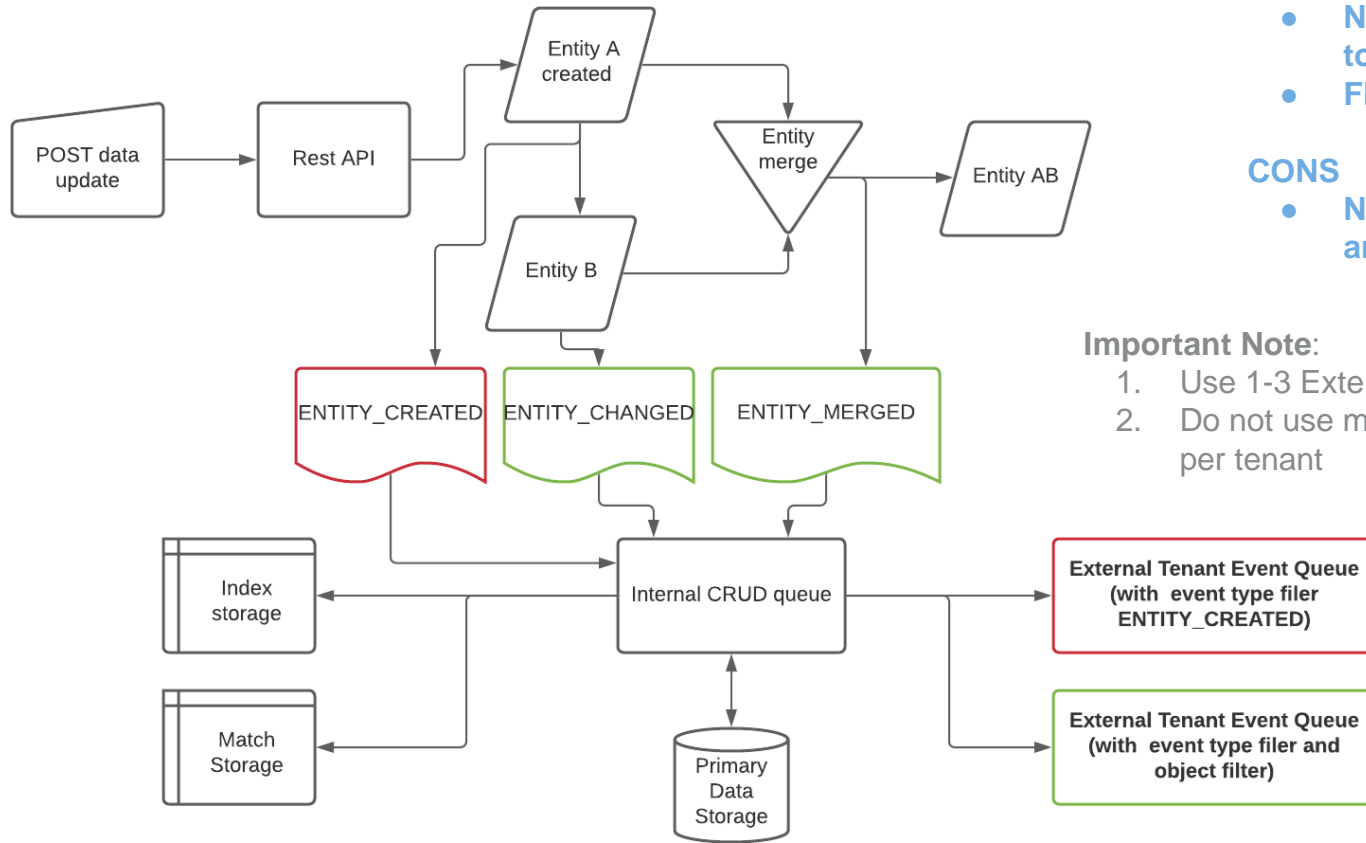 Entity A
created
POST data
update
Rest API
Entity
merge
Entity AB
Entity B
CONS
Important Note:
1. Use 1-3
2. Do not use
per tenant
ENTITY_CREATED
ENTITY_CHANGED
ENTITY_MERGED
Index
storage
Internal CRUD queue
External Tenant Event Queue
(with event type filer
ENTITY_CREATED)
Match
Storage
Primary
Data
Storage
External Tenant Event Queue
(with event type filer and
object filter)